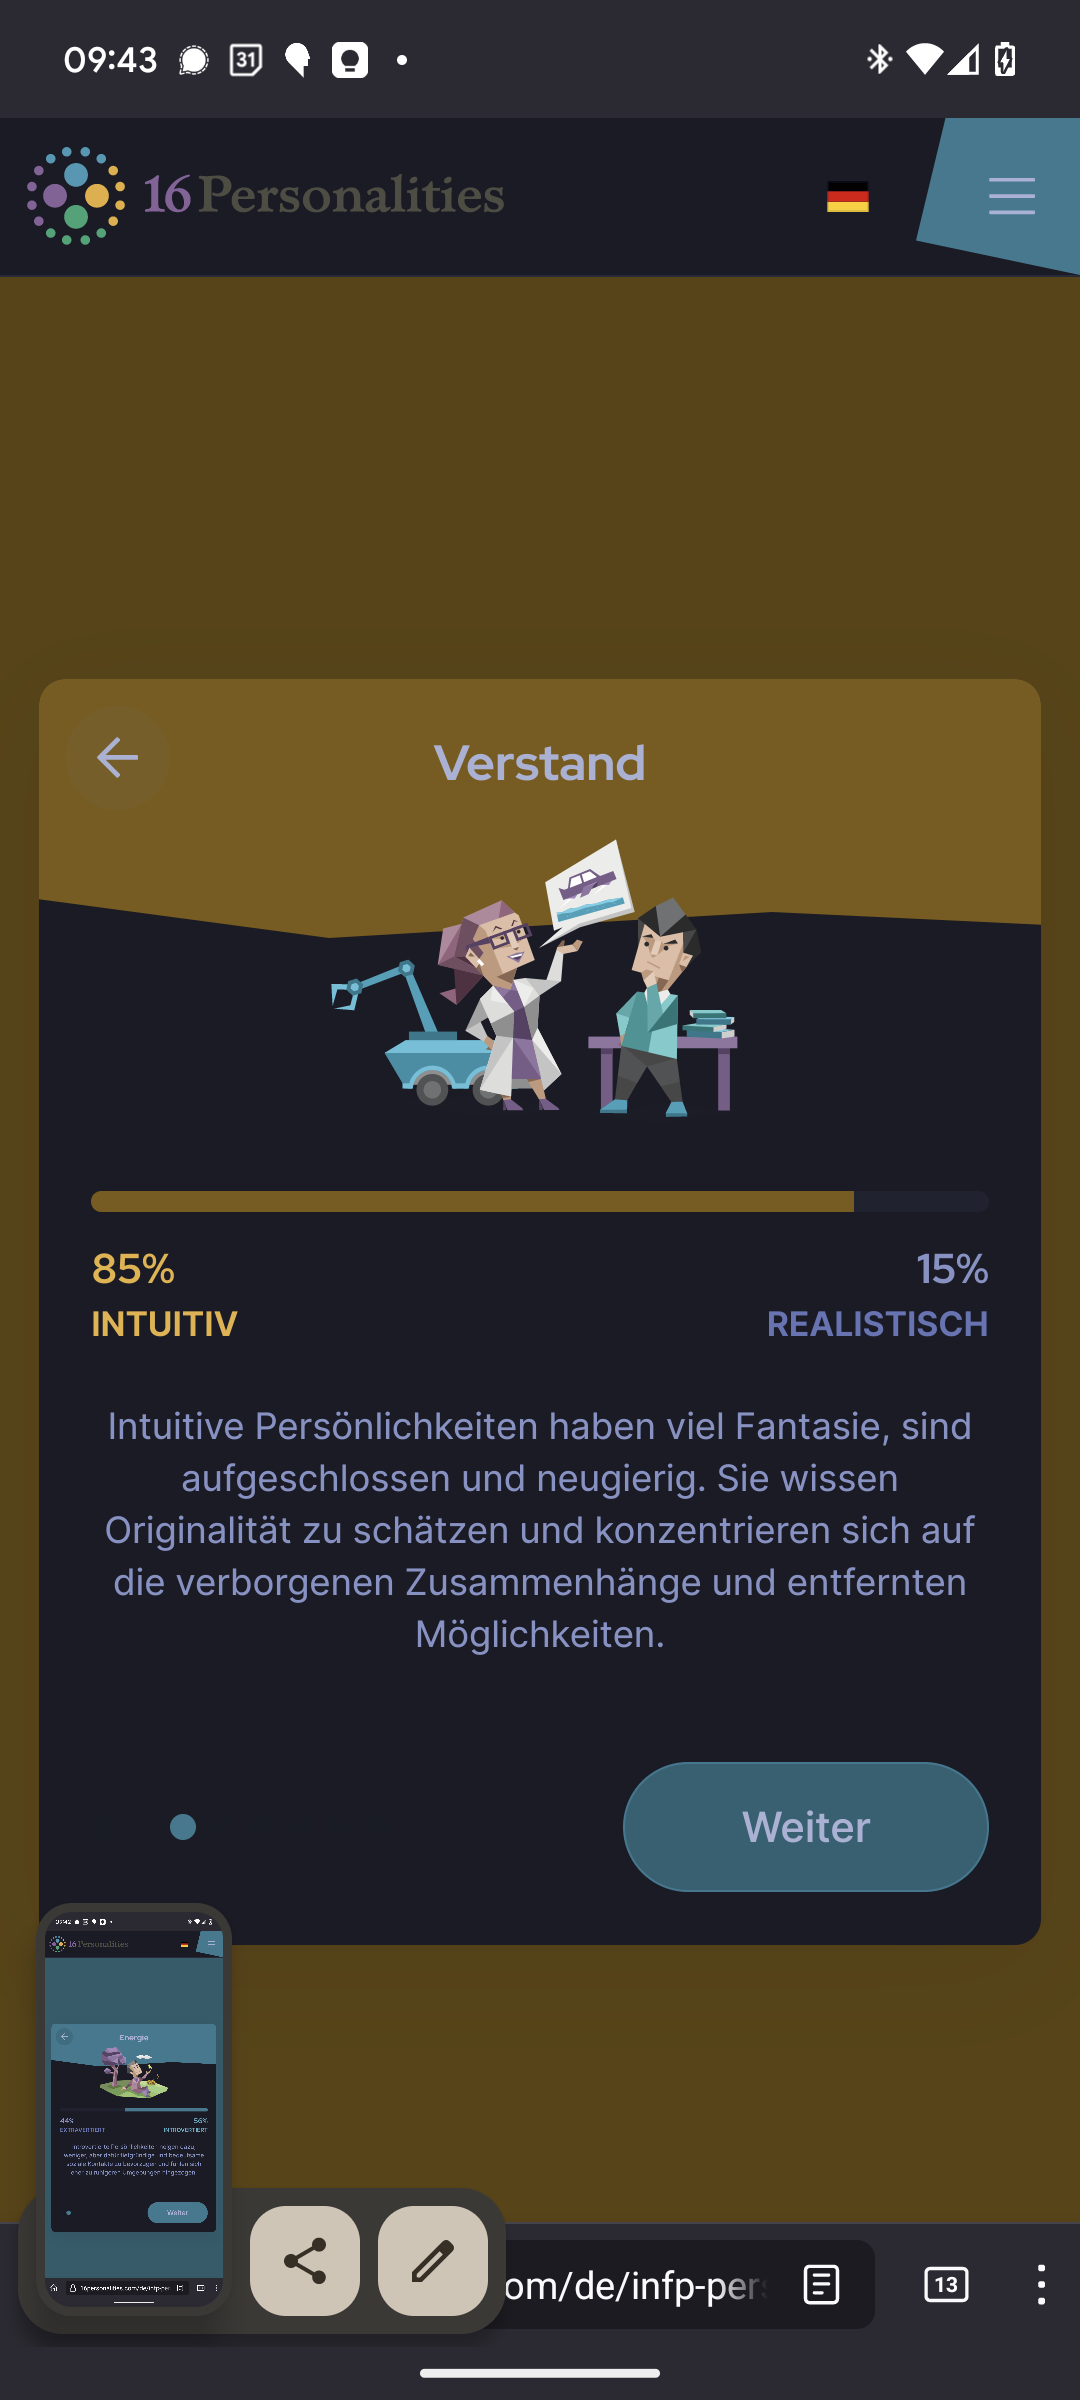 09:43
31
16Personalities
Verstand
85%
15%
INTUITIV
REALISTISCH
Intuitive Persönlichkeiten haben viel Fantasie, sind
aufgeschlossen und neugierig. Sie wissen
Originalität zu schätzen und konzentrieren sich auf
die verborgenen Zusammenhänge und entfernten
Möglichkeiten.
Weiter
16Personalities
Energie
44%
56%
EXTRAVERTIERT
INTROVERTIERT
Weiter
om/de/infp-pers
13